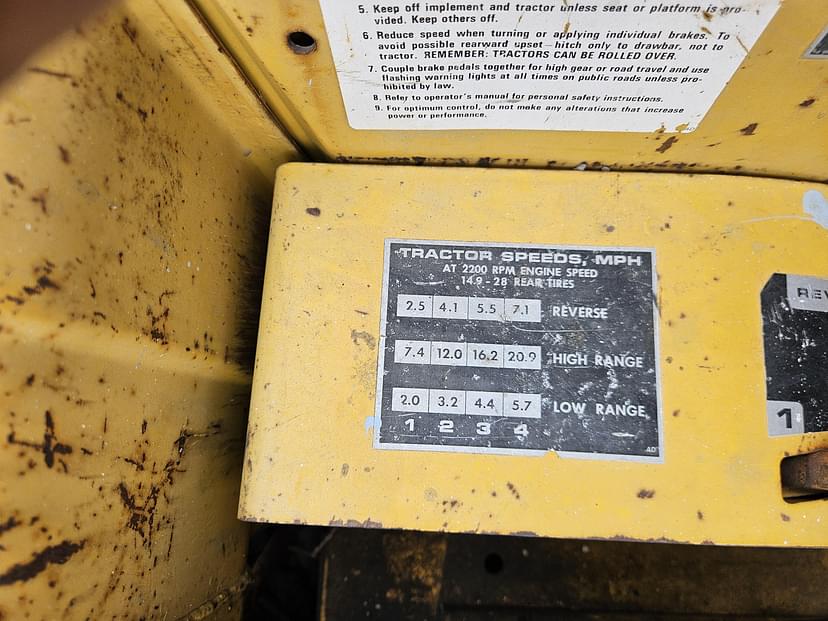 5. Keep off implement and tractor unless seat or platform is pro-
vided. Keep others off.
6. Reduce speed when turning or applying individual brakes. To
avoid possible rearward upset—hitch only to drawbar, not to
tractor. REMEMBER: TRACTORS CAN BE ROLLED OVER.
7. Couple brake pedals together for high gear or road travel and use
flashing warning lights at all times on public roads unless pro-
hibited by law.
8. Refer to operator's manual for personal safety instructions.
9. For optimum control, do not make any alterations that increase
power or performance.
TRACTOR SPEEDS, MPH
AT 2200 RPM ENGINE SPEED
14.9-28 REAR TIRES
2.5 4.1 5.5 7.1 REVERSE
7.4 12.0 16.2 20.9 HIGH RANGE
2.0 3.2 4.4 5.7 LOW RANGE
1 2 3 4
AD
1